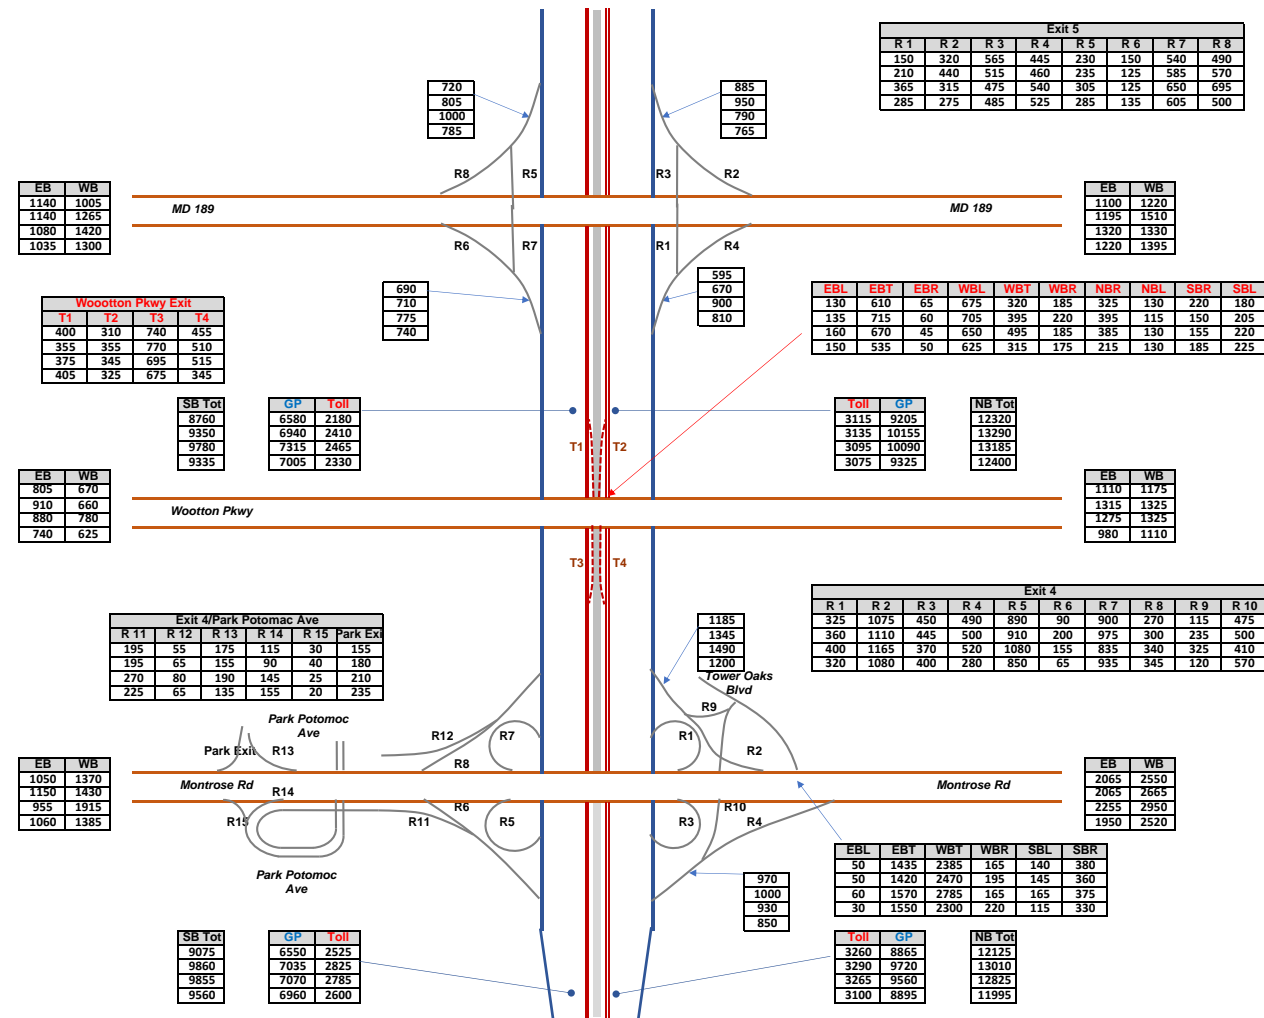 Exit 5
R 1 R 2 R 3 R 4 R 5 R 6 R 7 R 8
150 320 565 445 230 150 540 490
210 440 515 460 235 125 585 570
365 315 475 540 305 125 650 695
285 275 485 525 285 135 605 500
720
805
1000
785
885
950
790
765
R8 R5 R3 R2
EB WB
1140 1005
1140 1265
1080 1420
1035 1300
MD 189 MD 189
EB WB
1100 1220
1195 1510
1320 1330
1220 1395
R6 R7 R1 R4
690
710
775
740
595
670
900
810
Woootton Pkwy Exit
T1 T2 T3 T4
400 310 740 455
355 355 770 510
375 345 695 515
405 325 675 345
EBL EBT EBR WBL WBT WBR NBR NBL SBR SBL
130 610 65 675 320 185 325 130 220 180
135 715 60 705 395 220 395 115 150 205
160 670 45 650 495 185 385 130 155 220
150 535 50 625 315 175 215 130 185 225
SB Tot
8760
9350
9780
9335
GP Toll
6580 2180
6940 2410
7315 2465
7005 2330
Toll GP
3115 9205
3135 10155
3095 10090
3075 9325
NB Tot
12320
13290
13185
12400
T1 T2
EB WB
805 670
910 660
880 780
740 625
Wootton Pkwy
EB WB
1110 1175
1315 1325
1275 1325
980 1110
T3 T4
Exit 4
R 1 R 2 R 3 R 4 R 5 R 6 R 7 R 8 R 9 R 10
325 1075 450 490 890 90 900 270 115 475
360 1110 445 500 910 200 975 300 235 500
400 1165 370 520 1080 155 835 340 325 410
320 1080 400 280 850 65 935 345 120 570
Exit 4/Park Potomac Ave
R 11 R 12 R 13 R 14 R 15 Park Exi
195 55 175 115 30 155
195 65 155 90 40 180
270 80 190 145 25 210
225 65 135 155 20 235
1185
1345
1490
1200
Tower Oaks
Blvd
Park Potomoc
Ave
R9
R12 R7 R1
Park Exit R13 R8 R2
EB WB
1050 1370
1150 1430
955 1915
1060 1385
Montrose Rd Montrose Rd
EB WB
2065 2550
2065 2665
2255 2950
1950 2520
R14
R6 R10
R15 R11 R5 R3 R4
Park Potomac
Ave
EBL EBT WBT WBR SBL SBR
50 1435 2385 165 140 380
50 1420 2470 195 145 360
60 1570 2785 165 165 375
30 1550 2300 220 115 330
970
1000
930
850
SB Tot
9075
9860
9855
9560
GP Toll
6550 2525
7035 2825
7070 2785
6960 2600
Toll GP
3260 8865
3290 9720
3265 9560
3100 8895
NB Tot
12125
13010
12825
11995